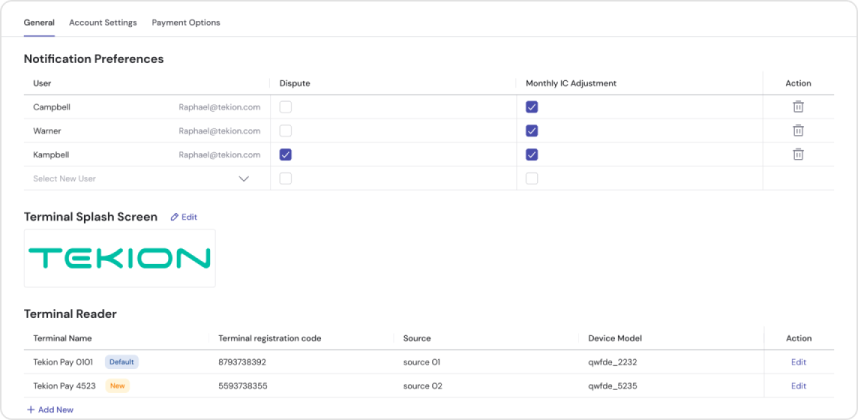 General Account Settings Payment Options
Notification Preferences
User Dispute Monthly IC Adjustment Action
Campbell Raphael@tekion.com
Warner Raphael@tekion.com
Kampbell Raphael@tekion.com
Select New User
Terminal Splash Screen Edit
TEKION
Terminal Reader
Terminal Name Terminal registration code Source Device Model Action
Tekion Pay 0101 Default 8793738392 source 01 qwfde_2232 Edit
Tekion Pay 4523 New 5593738355 source 02 qwfde_5235 Edit
+ Add New